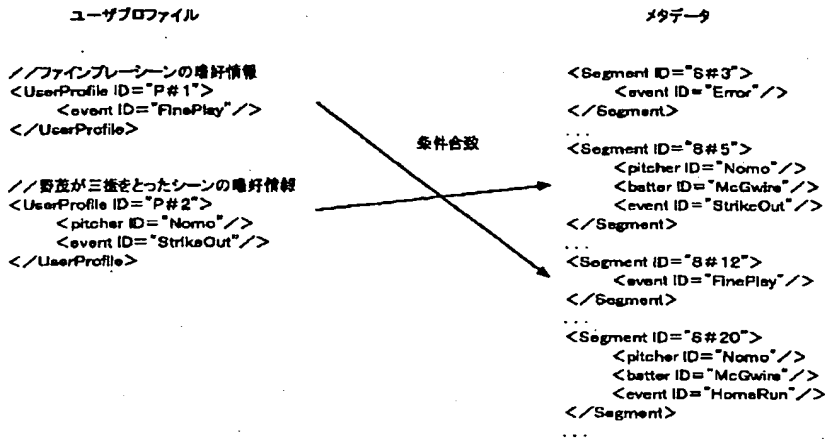 ユーザプロファイル
//ファインプレーシーンの嗜好情報
<UserProfile ID="P#1">
<event ID="FinePlay"/>
</UserProfile>
//野茂が三振をとったシーンの嗜好情報
<UserProfile ID="P#2">
<pitcher ID="Nomo"/>
<event ID="StrikeOut"/>
</UserProfile>
条件合致
メタデータ
<Segment ID="S#3">
<event ID="Error"/>
</Segment>
...
<Segment ID="S#5">
<pitcher ID="Nomo"/>
<batter ID="McGwire"/>
<event ID="StrikeOut"/>
</Segment>
...
<Segment ID="S#12">
<event ID="FinePlay"/>
</Segment>
...
<Segment ID="S#20">
<pitcher ID="Nomo"/>
<batter ID="McGwire"/>
<event ID="HomeRun"/>
</Segment>
...